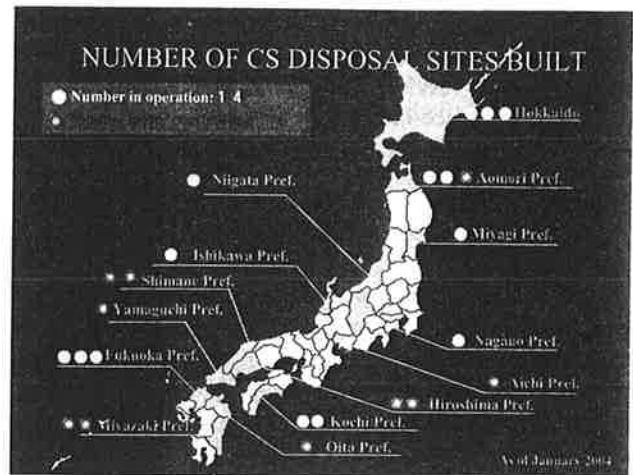 NUMBER OF CS DISPOSAL SITES BUILT
Number in operation: 1 4
Hokkaido
Niigata Pref.
Aomori Pref.
Miyagi Pref.
Ishikawa Pref.
Shimane Pref.
Yamaguchi Pref.
Nagano Pref.
Fukuoka Pref.
Aichi Pref.
Hiroshima Pref.
Miyazaki Pref.
Kochi Pref.
Oita Pref.
As of January 2004